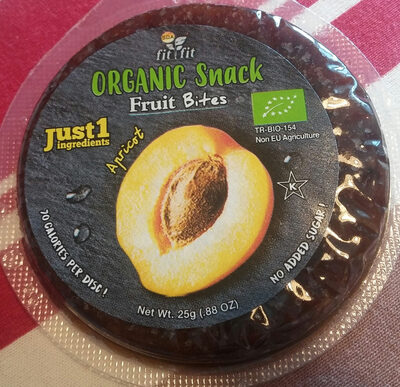 fit fit
ORGANIC Snack
Fruit Bites
Just1
ingredients
Apricot
TR-BIO-154
Non EU Agriculture
K
70 CALORIES PER DISC!
NO ADDED SUGAR!
Net Wt. 25g (.88 OZ)